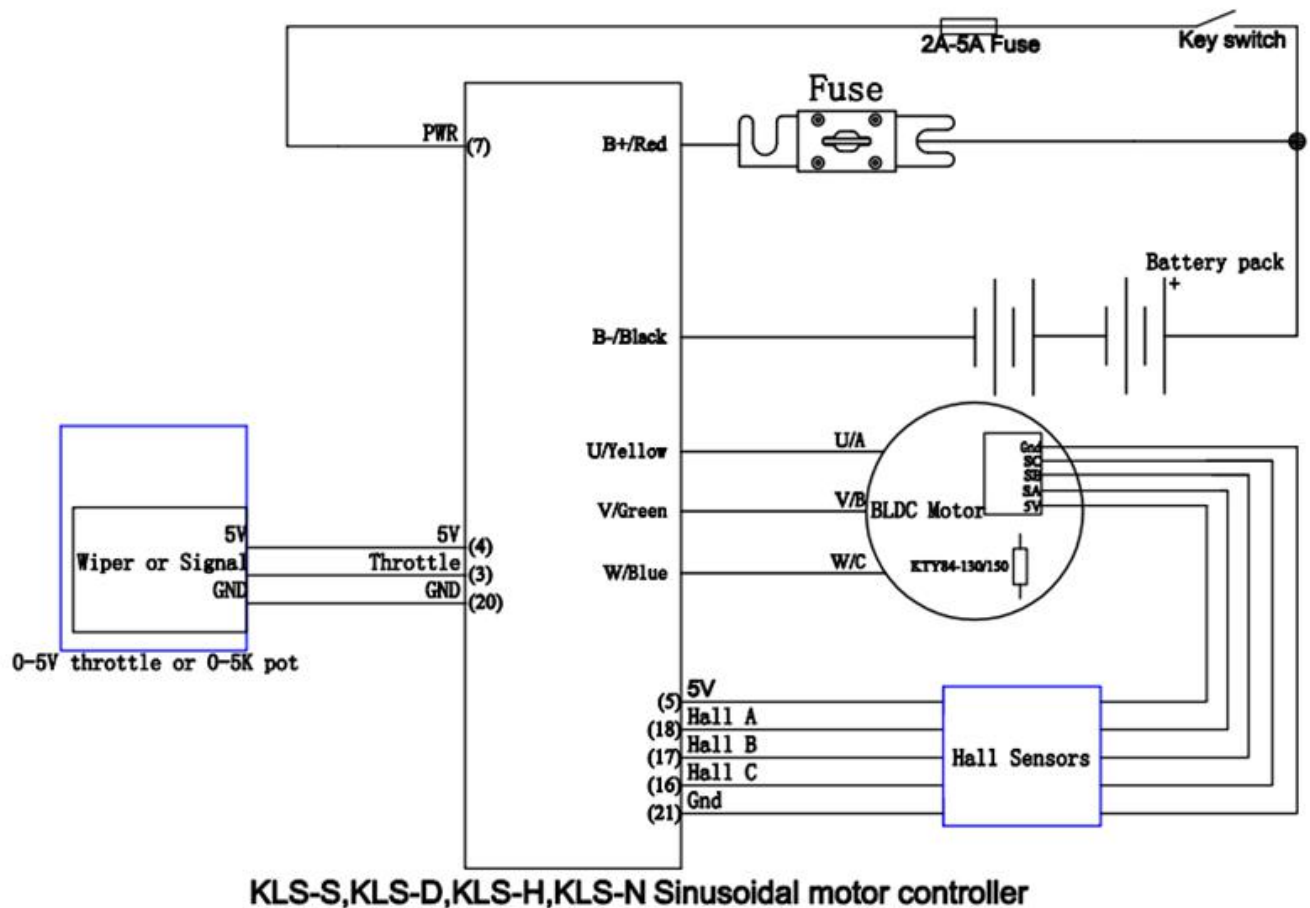 2A-5A Fuse
Key switch
Fuse
PWR
(7)
B+/Red
Battery pack
+
B-/Black
U/Yellow
U/A
V/Green
V/B
W/Blue
W/C
BLDC Motor
Gnd
SC
SB
SA
5V
KTY84-130/150
5V
Wiper or Signal
GND
5V
(4)
Throttle
(3)
GND
(20)
0-5V throttle or 0-5K pot
(5)
5V
(18)
Hall A
(17)
Hall B
(16)
Hall C
(21)
Gnd
Hall Sensors
KLS-S,KLS-D,KLS-H,KLS-N Sinusoidal motor controller